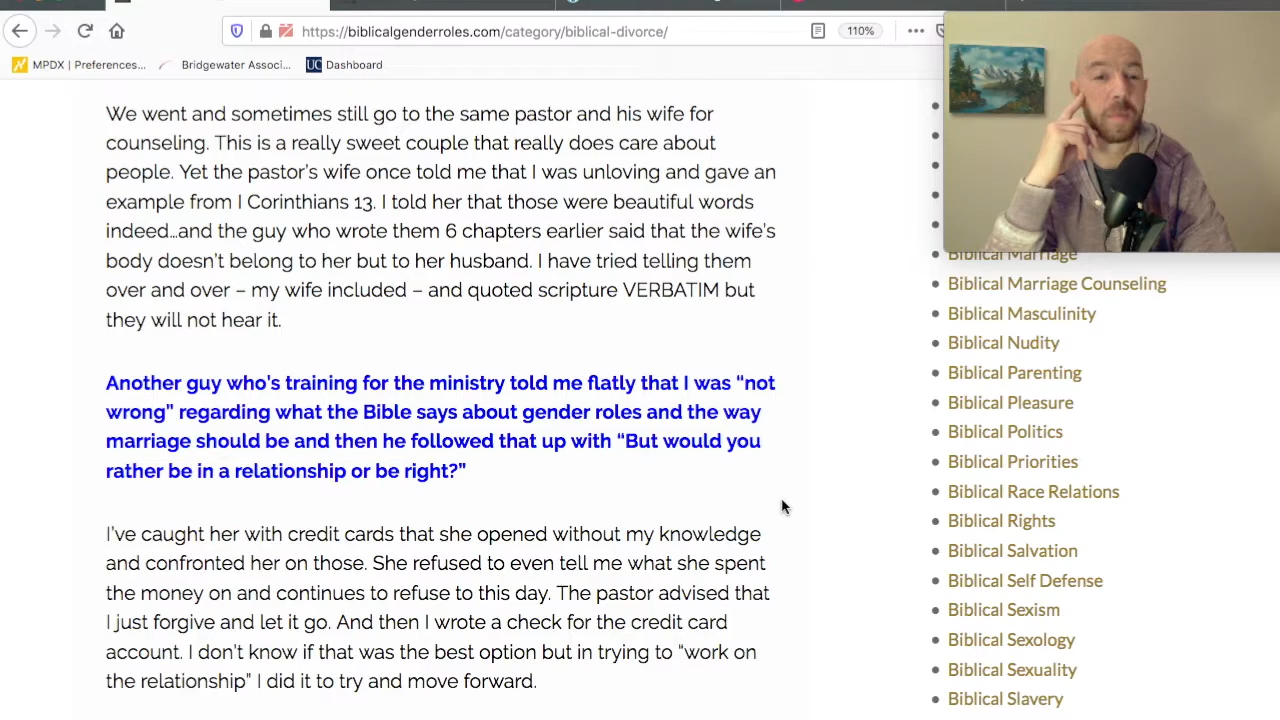 https://biblicalgenderroles.com/category/biblical-divorce/
110%
MPDX | Preferences...
Bridgewater Associ...
UC
Dashboard
We went and sometimes still go to the same pastor and his wife for
counseling. This is a really sweet couple that really does care about
people. Yet the pastor’s wife once told me that I was unloving and gave an
example from I Corinthians 13. I told her that those were beautiful words
indeed…and the guy who wrote them 6 chapters earlier said that the wife’s
body doesn’t belong to her but to her husband. I have tried telling them
over and over – my wife included – and quoted scripture VERBATIM but
they will not hear it.
Another guy who’s training for the ministry told me flatly that I was “not
wrong” regarding what the Bible says about gender roles and the way
marriage should be and then he followed that up with “But would you
rather be in a relationship or be right?”
I’ve caught her with credit cards that she opened without my knowledge
and confronted her on those. She refused to even tell me what she spent
the money on and continues to refuse to this day. The pastor advised that
I just forgive and let it go. And then I wrote a check for the credit card
account. I don’t know if that was the best option but in trying to “work on
the relationship” I did it to try and move forward.
Biblical Marriage
Biblical Marriage Counseling
Biblical Masculinity
Biblical Nudity
Biblical Parenting
Biblical Pleasure
Biblical Politics
Biblical Priorities
Biblical Race Relations
Biblical Rights
Biblical Salvation
Biblical Self Defense
Biblical Sexism
Biblical Sexology
Biblical Sexuality
Biblical Slavery